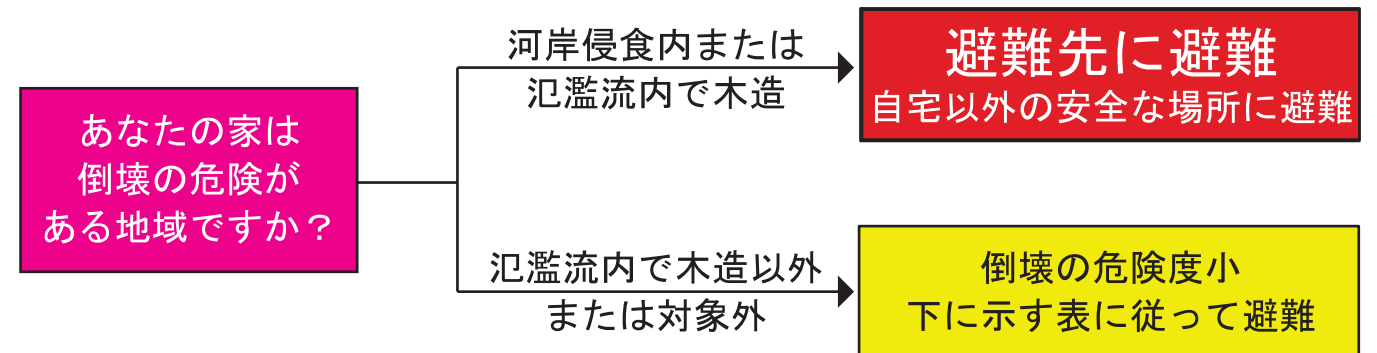 あなたの家は
倒壊の危険が
ある地域ですか？
河岸侵食内または
氾濫流内で木造
避難先に避難
自宅以外の安全な場所に避難
氾濫流内で木造以外
または対象外
倒壊の危険度小
下に示す表に従って避難